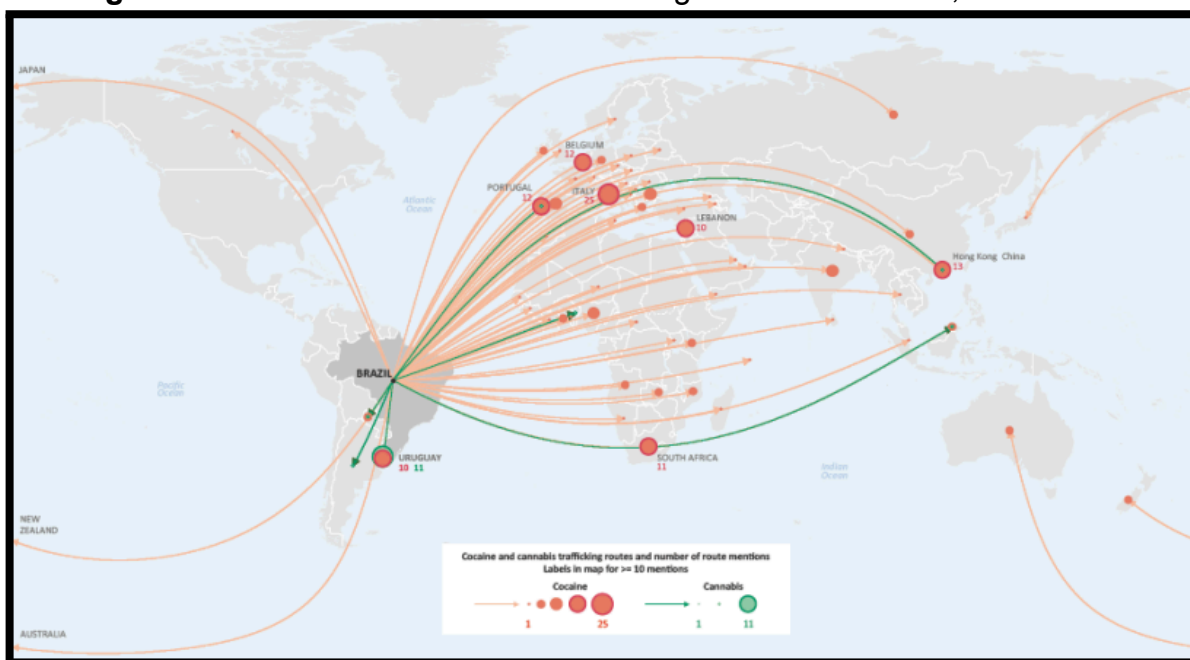 JAPAN
BELGIUM
12
PORTUGAL
12
ITALY
25
Atlantic
Ocean
LEBANON
10
Hong Kong China
13
BRAZIL
Pacific
Ocean
URUGUAY
10 11
SOUTH AFRICA
11
Indian
Ocean
NEW
ZEALAND
AUSTRALIA
Cocaine and cannabis trafficking routes and number of route mentions
Labels in map for >= 10 mentions
Cocaine Cannabis
1 25 1 11